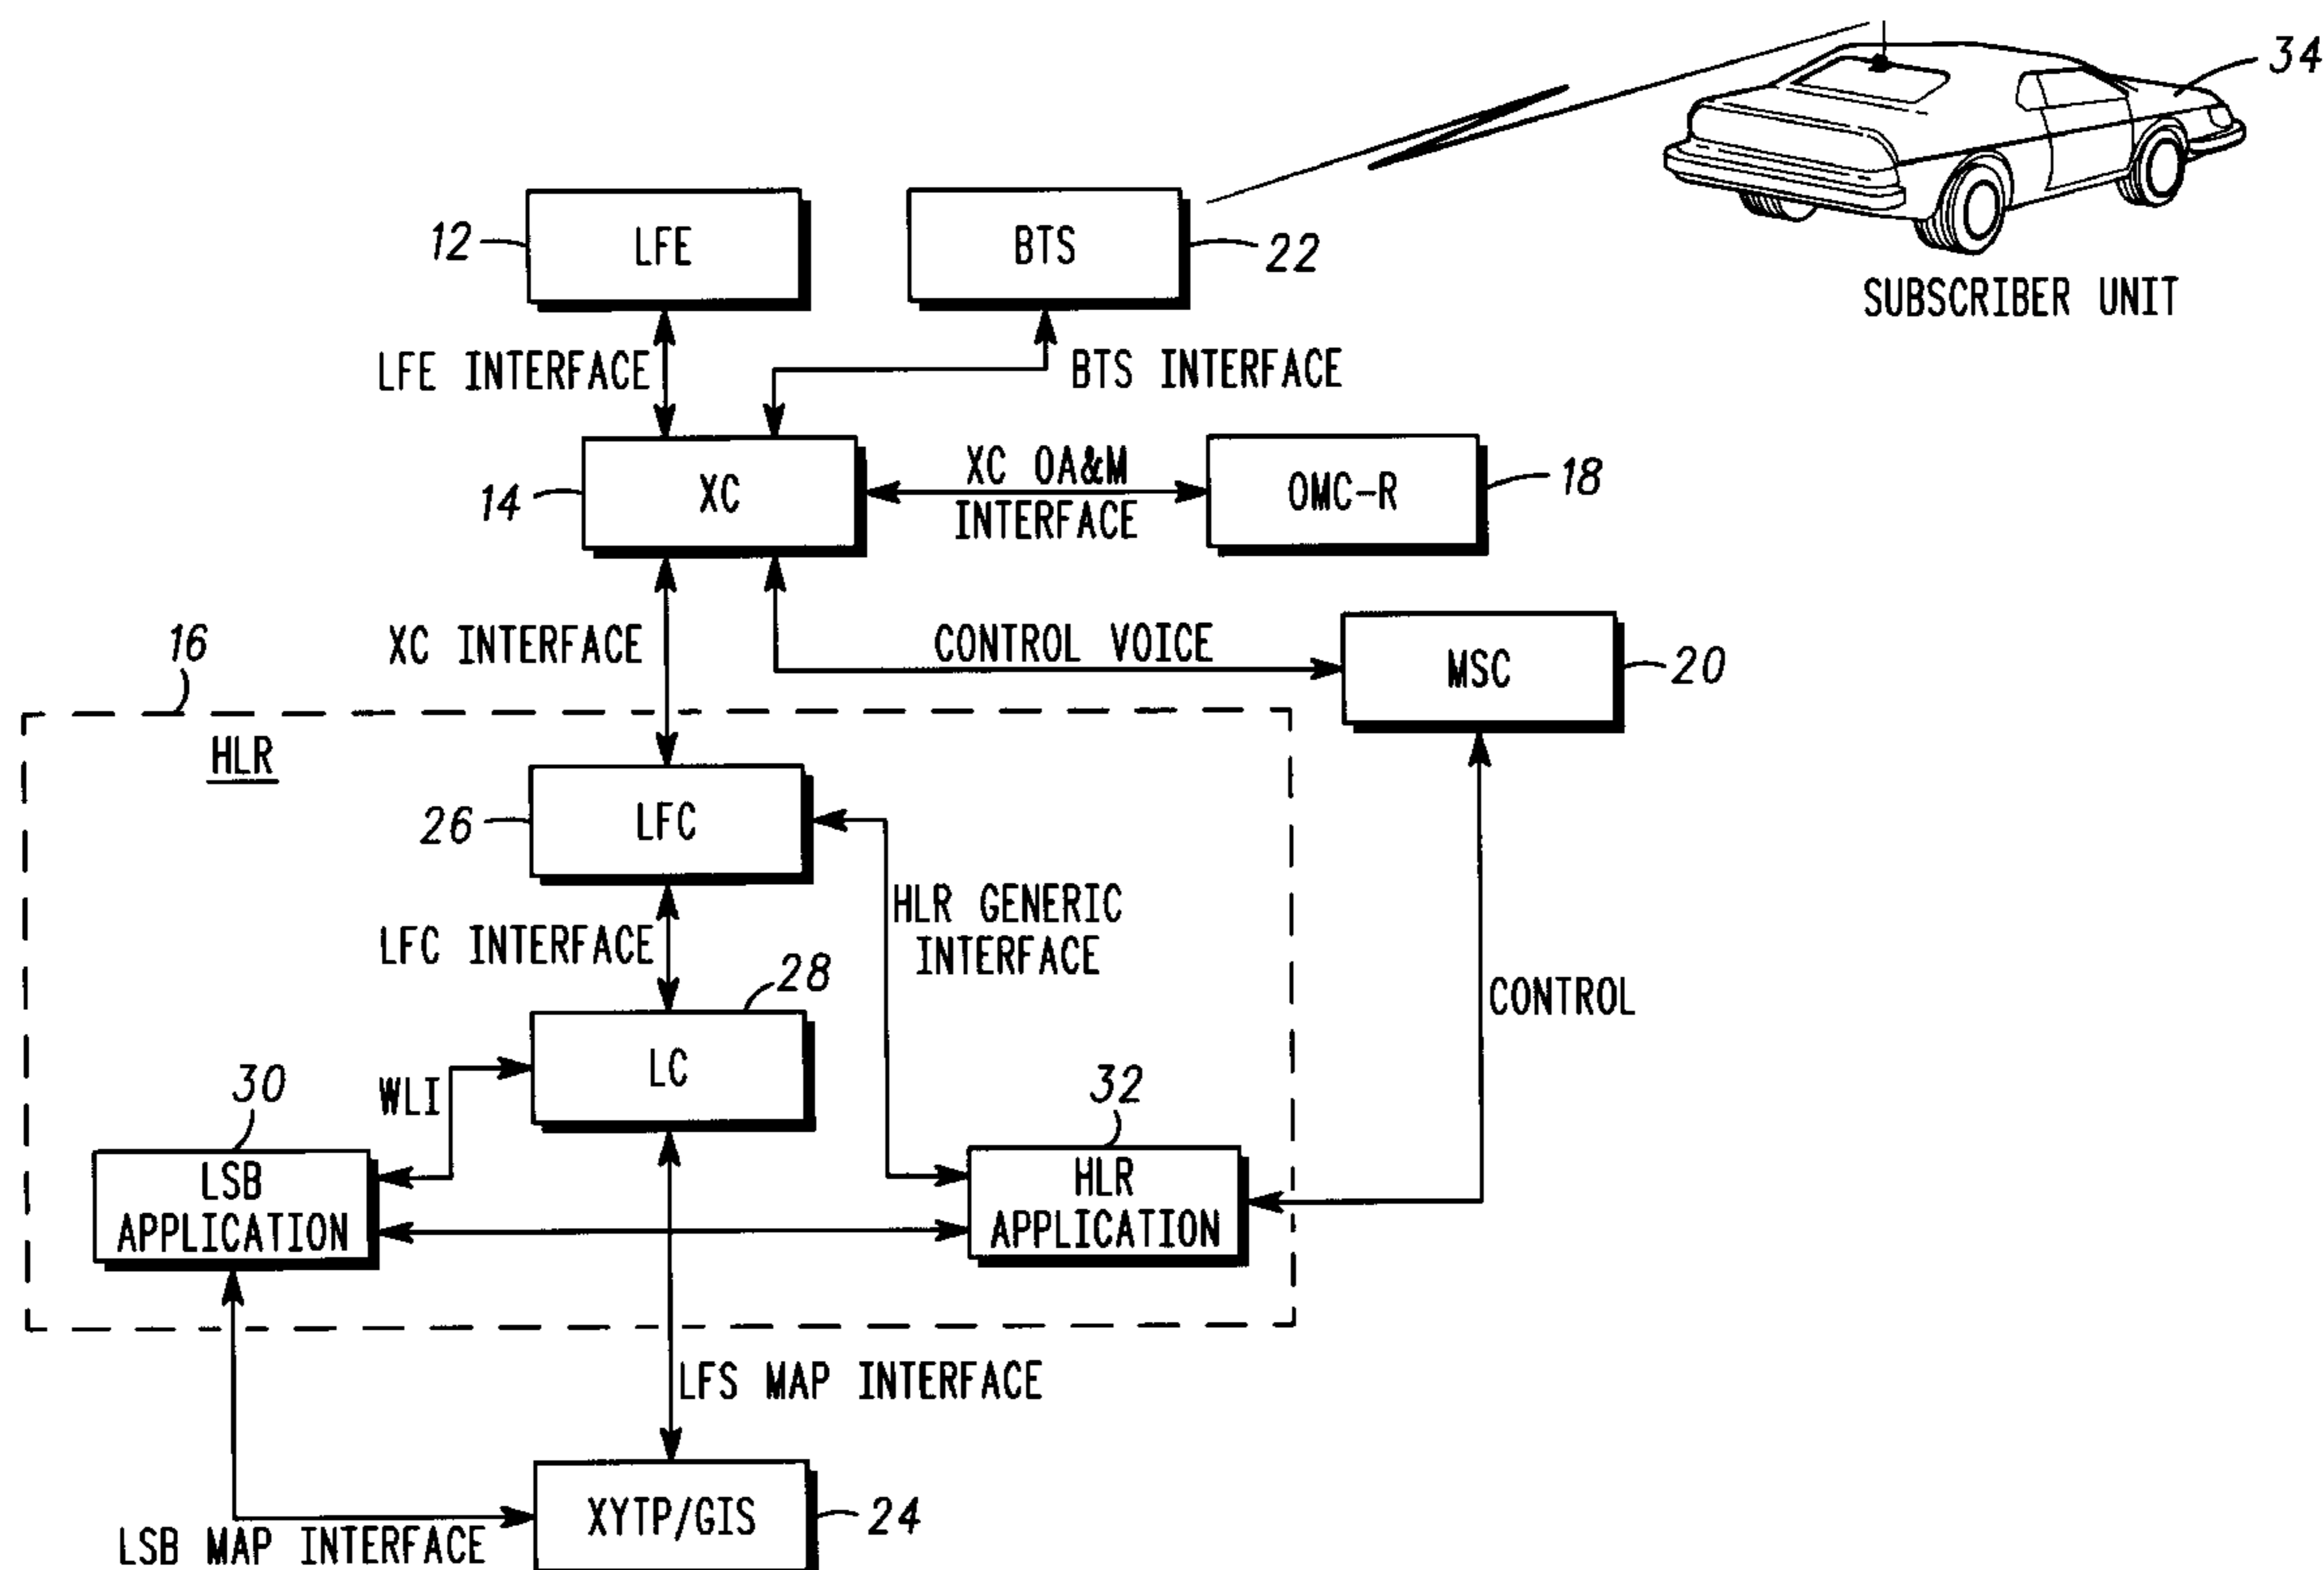 34
12
LFE
BTS
22
SUBSCRIBER UNIT
LFE INTERFACE
BTS INTERFACE
14
XC
XC OA&M
INTERFACE
OMC-R
18
16
XC INTERFACE
CONTROL VOICE
MSC
20
HLR
26
LFC
HLR GENERIC
INTERFACE
LFC INTERFACE
28
CONTROL
LC
30
WLI
32
LSB
APPLICATION
HLR
APPLICATION
LFS MAP INTERFACE
XYTP/GIS
24
LSB MAP INTERFACE